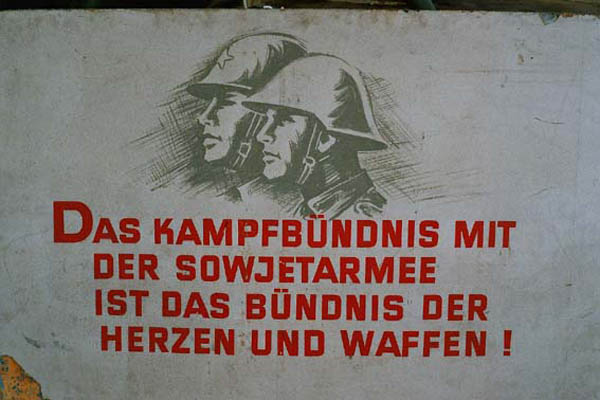 DAS KAMPFBÜNDNIS MIT
DER SOWJETARMEE
IST DAS BÜNDNIS DER
HERZEN UND WAFFEN !